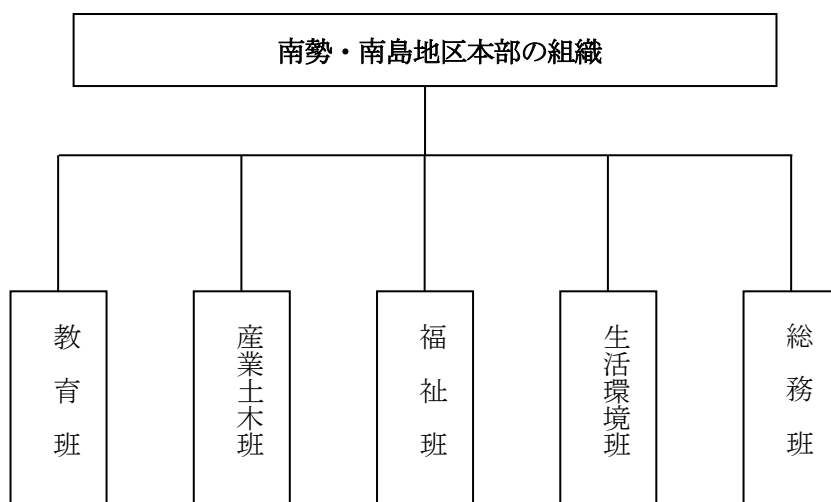 南勢・南島地区本部の組織
教育班
産業土木班
福祉班
生活環境班
総務班